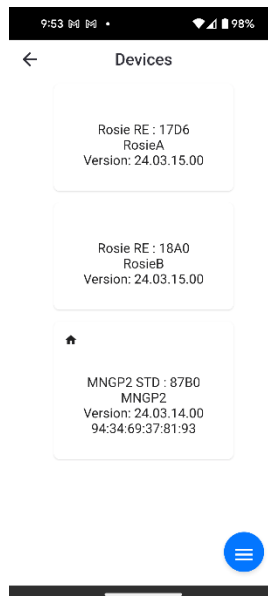 9:53
98%
Devices
Rosie RE : 17D6
RosieA
Version: 24.03.15.00
Rosie RE : 18A0
RosieB
Version: 24.03.15.00
MNGP2 STD : 87B0
MNGP2
Version: 24.03.14.00
94:34:69:37:81:93